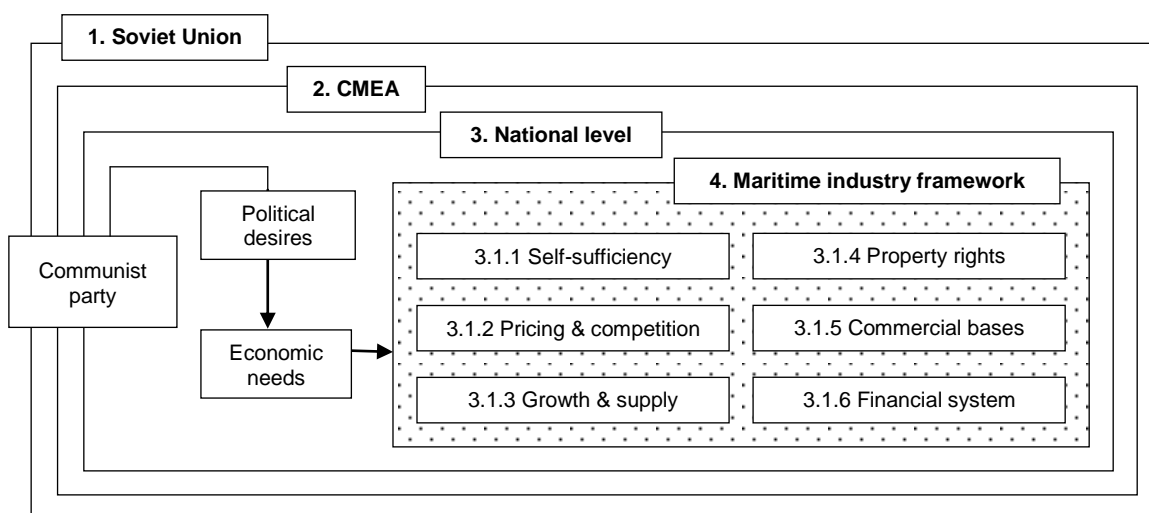 1. Soviet Union
2. CMEA
3. National level
4. Maritime industry framework
Political
desires
Communist
party
Economic
needs
3.1.1 Self-sufficiency
3.1.4 Property rights
3.1.2 Pricing & competition
3.1.5 Commercial bases
3.1.3 Growth & supply
3.1.6 Financial system